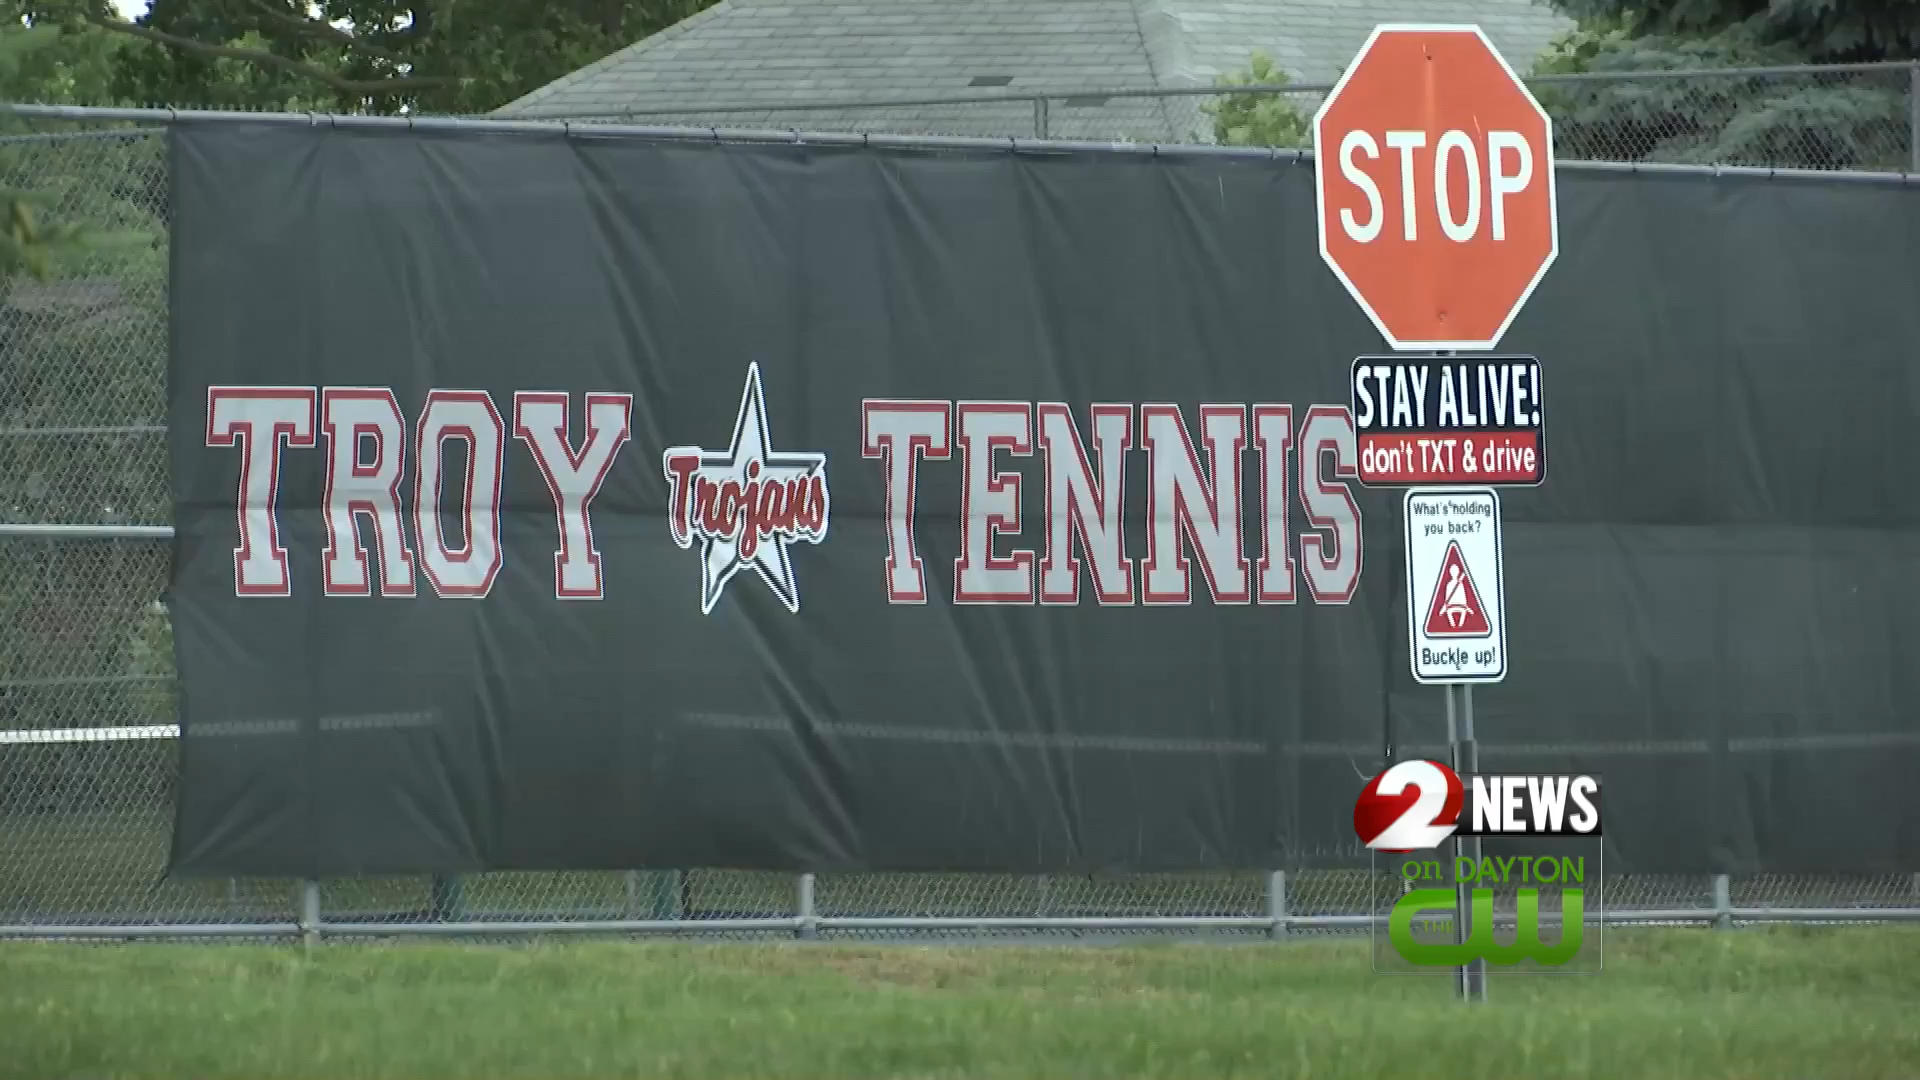 TROY Trojans TENNIS
STOP
STAY ALIVE!
don't TXT & drive
What's holding
you back?
Buckle up!
2 NEWS
on DAYTON
THE CW